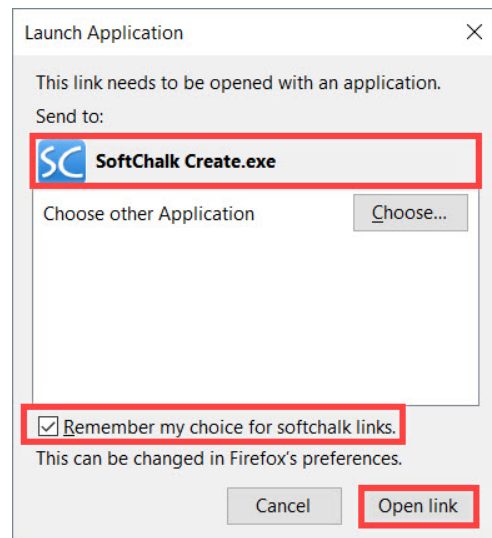 Launch Application
This link needs to be opened with an application.
Send to:
SC SoftChalk Create.exe
Choose other Application Choose...
Remember my choice for softchalk links.
This can be changed in Firefox's preferences.
Cancel Open link